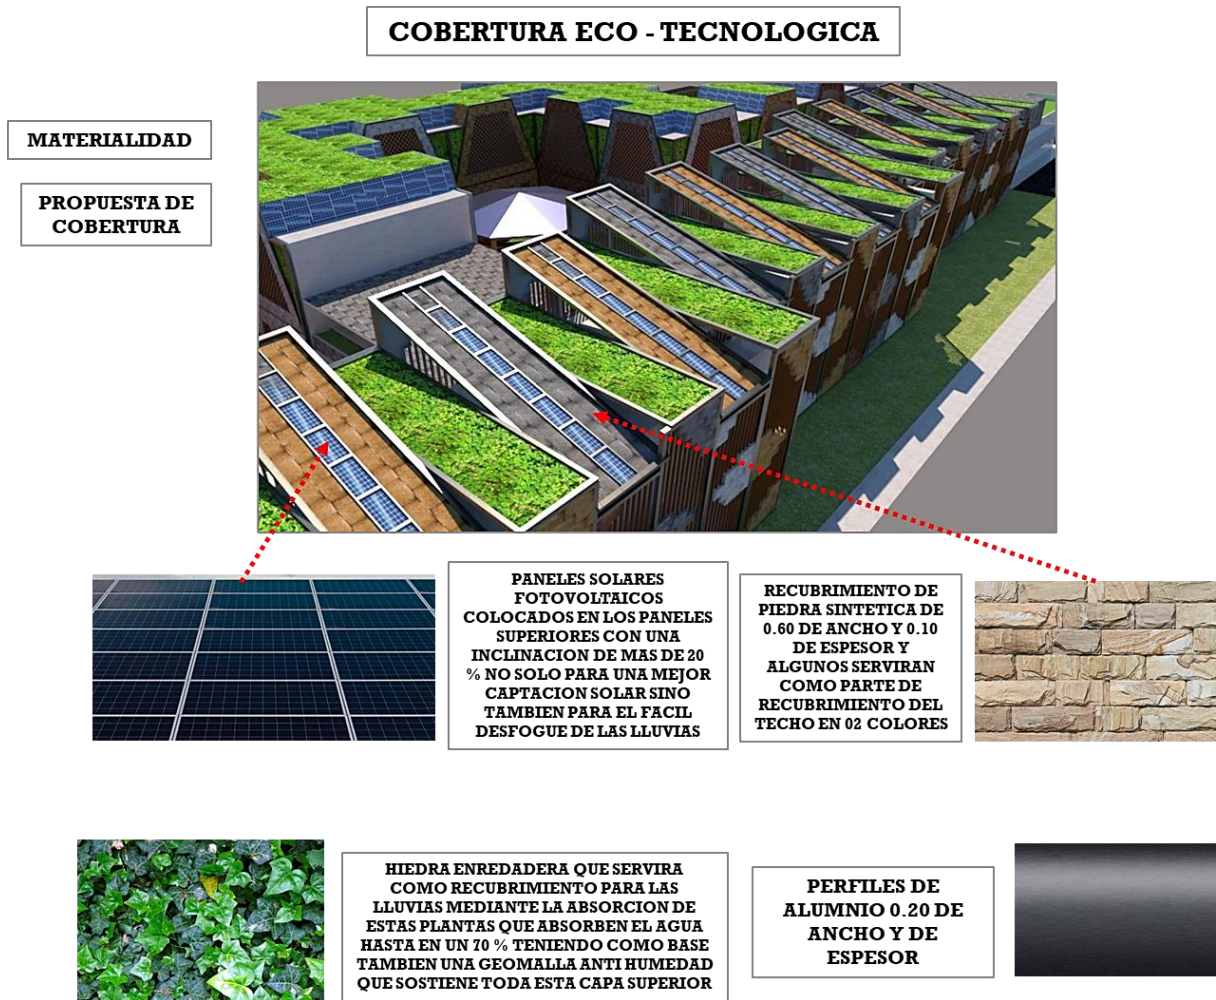 COBERTURA ECO - TECNOLOGICA
MATERIALIDAD
PROPUESTA DE
COBERTURA
PANELES SOLARES
FOTOVOLTAICOS
COLOCADOS EN LOS PANELES
SUPERIORES CON UNA
INCLINACION DE MAS DE 20
% NO SOLO PARA UNA MEJOR
CAPTACION SOLAR SINO
TAMBIEN PARA EL FACIL
DESFOGUE DE LAS LLUVIAS
RECUBRIMIENTO DE
PIEDRA SINTETICA DE
0.60 DE ANCHO Y 0.10
DE ESPESOR Y
ALGUNOS SERVIRAN
COMO PARTE DE
RECUBRIMIENTO DEL
TECHO EN 02 COLORES
HIEDRA ENREDADERA QUE SERVIRA
COMO RECUBRIMIENTO PARA LAS
LLUVIAS MEDIANTE LA ABSORCION DE
ESTAS PLANTAS QUE ABSORBEN EL AGUA
HASTA EN UN 70 % TENIENDO COMO BASE
TAMBIEN UNA GEOMALLA ANTI HUMEDAD
QUE SOSTIENE TODA ESTA CAPA SUPERIOR
PERFILES DE
ALUMNIO 0.20 DE
ANCHO Y DE
ESPESOR